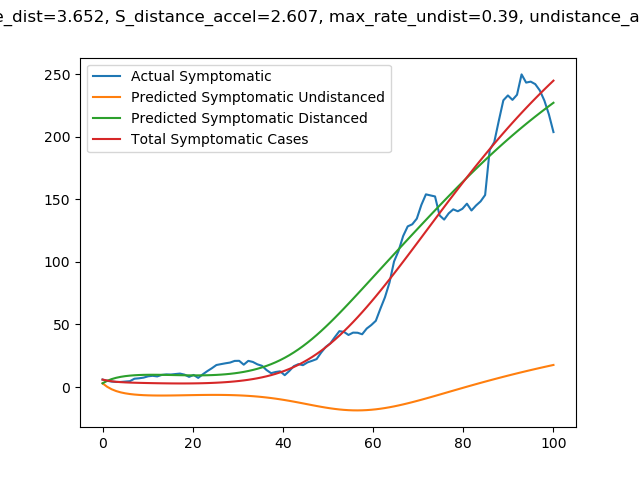 e_dist=3.652, S_distance_accel=2.607, max_rate_undist=0.39, undistance_a
Actual Symptomatic
Predicted Symptomatic Undistanced
Predicted Symptomatic Distanced
Total Symptomatic Cases
250
200
150
100
50
0
0 20 40 60 80 100